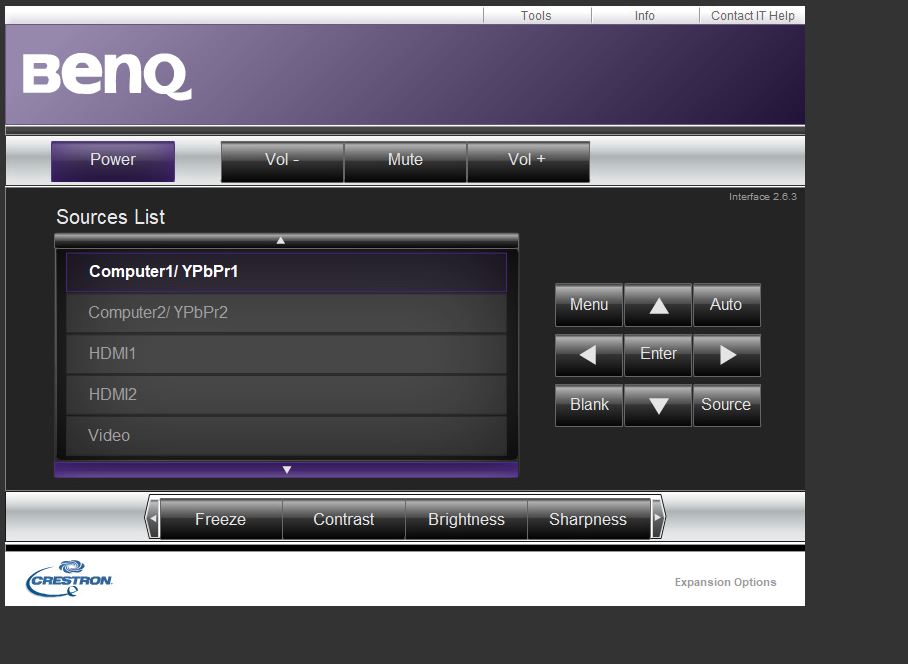 Tools Info Contact IT Help
BenQ
Power Vol - Mute Vol +
Interface 2.6.3
Sources List
Computer1/ YPbPr1
Computer2/ YPbPr2
HDMI1
HDMI2
Video
Menu Auto
Enter
Blank Source
Freeze Contrast Brightness Sharpness
CRESTRON
Expansion Options